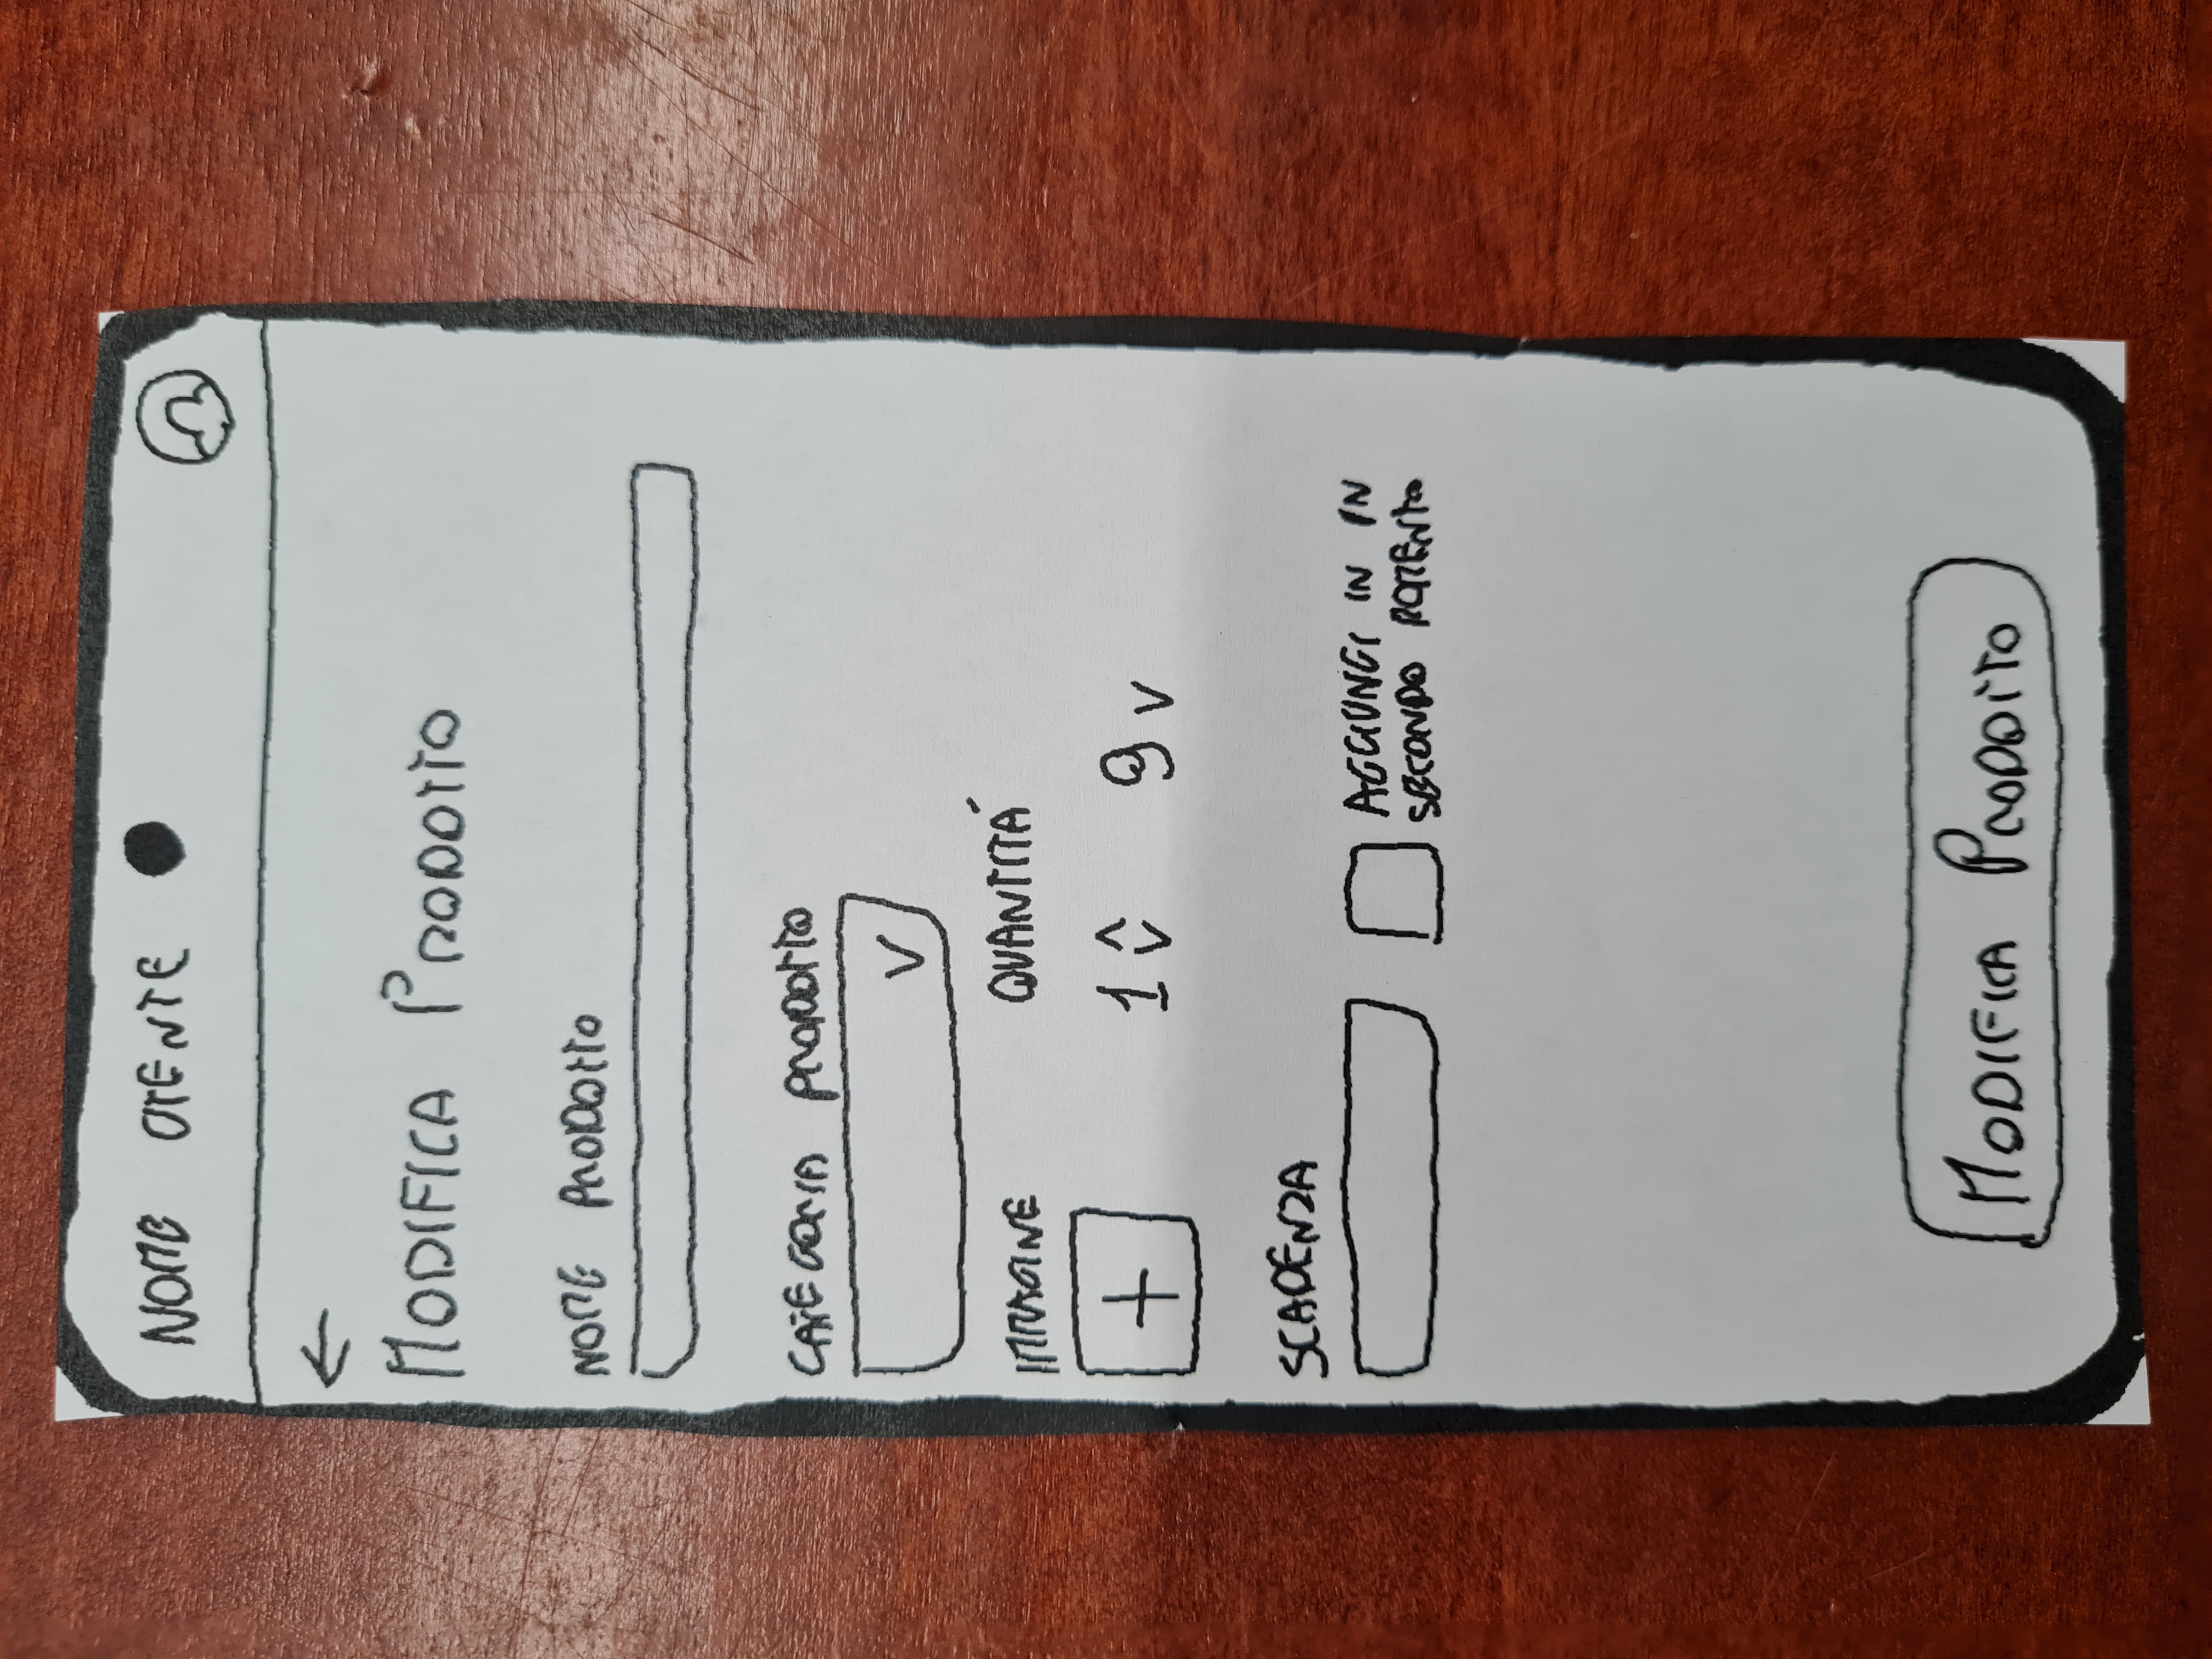 NOME UTENTE
←
MODIFICA PRODOTTO
NOME PRODOTTO
CATEGORIA PRODOTTO
V
IMMAGINE QUANTITÁ
+ 1 ^ v 9 v
SCADENZA
AGGIUNGI IN IN
SECONDO MOMENTO
MODIFICA PRODOTTO